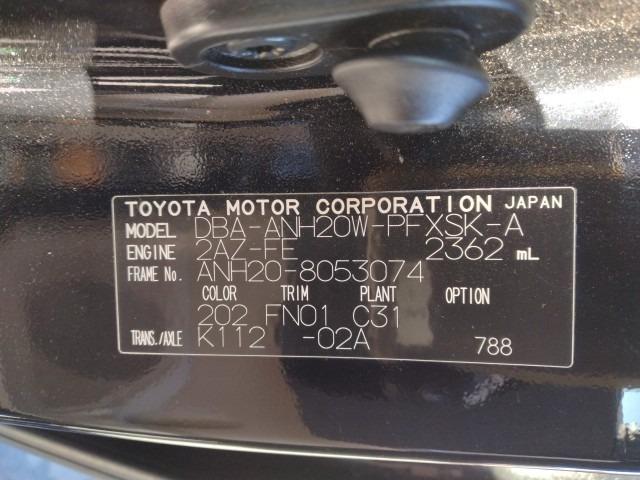 TOYOTA MOTOR CORPORATION JAPAN
MODEL DBA-ANH20W-PFXSK-A
ENGINE 2AZ-FE 2362 mL
FRAME No. ANH20-8053074
COLOR TRIM PLANT OPTION
202 FN01 C31
TRANS./AXLE K112 -02A 788